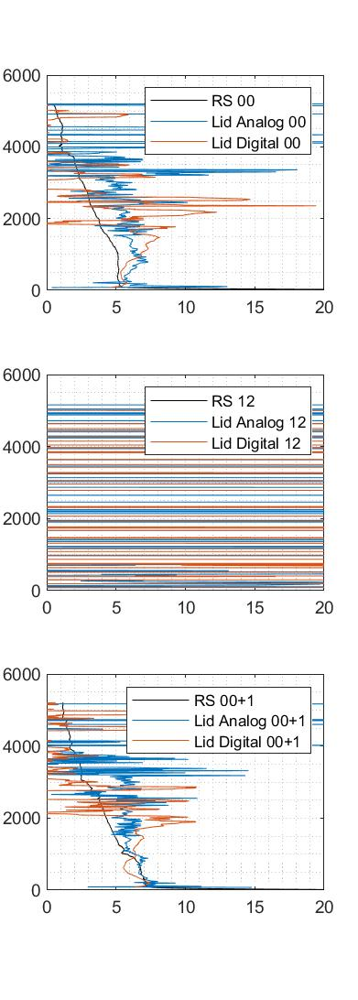 6000
RS 00
Lid Analog 00
Lid Digital 00
4000
2000
0
0 5 10 15 20
6000
RS 12
Lid Analog 12
Lid Digital 12
4000
2000
0
0 5 10 15 20
6000
RS 00+1
Lid Analog 00+1
Lid Digital 00+1
4000
2000
0
0 5 10 15 20